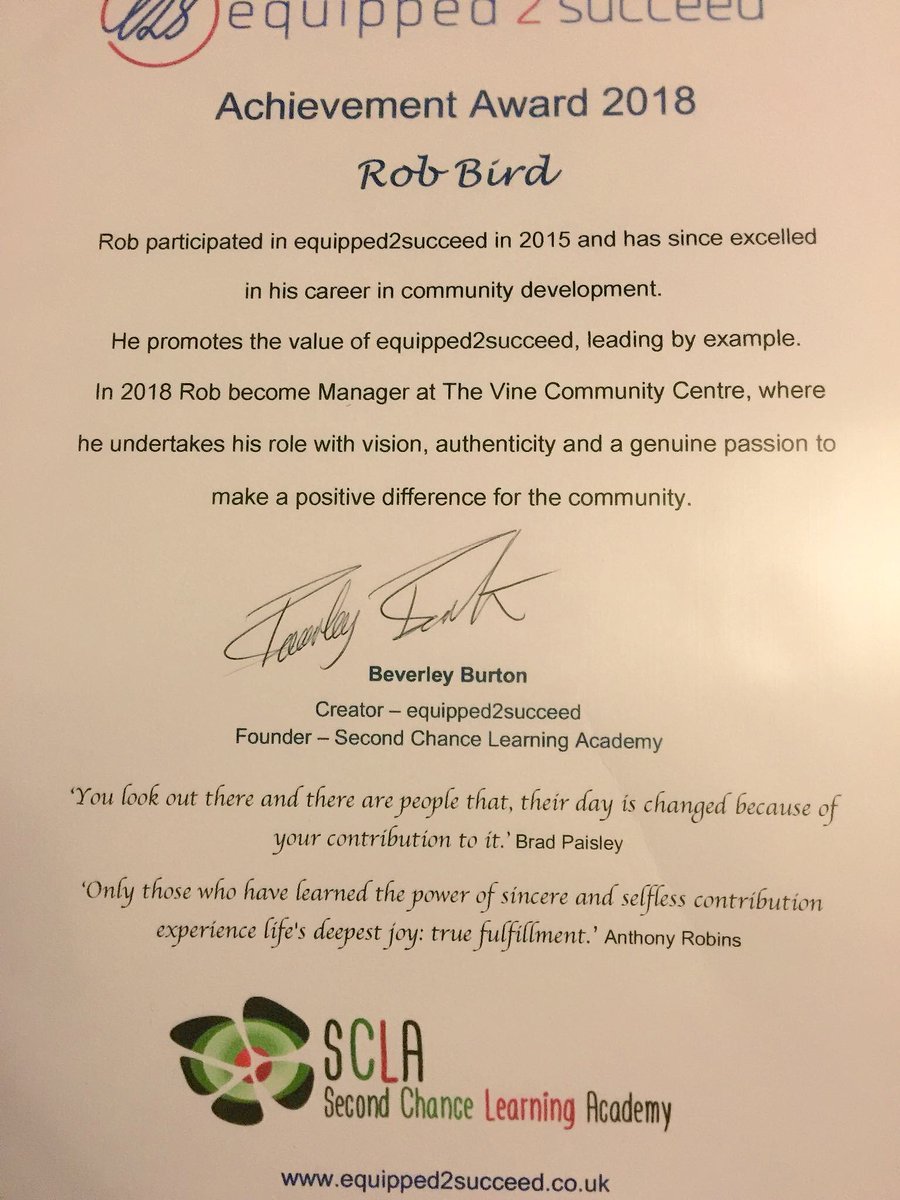 e2s equipped 2 succeed
Achievement Award 2018
Rob Bird
Rob participated in equipped2succeed in 2015 and has since excelled
in his career in community development.
He promotes the value of equipped2succeed, leading by example.
In 2018 Rob become Manager at The Vine Community Centre, where
he undertakes his role with vision, authenticity and a genuine passion to
make a positive difference for the community.
Beverley Burton
Creator – equipped2succeed
Founder – Second Chance Learning Academy
‘You look out there and there are people that, their day is changed because of
your contribution to it.’ Brad Paisley
‘Only those who have learned the power of sincere and selfless contribution
experience life's deepest joy: true fulfillment.’ Anthony Robins
SCLA
Second Chance Learning Academy
www.equipped2succeed.co.uk